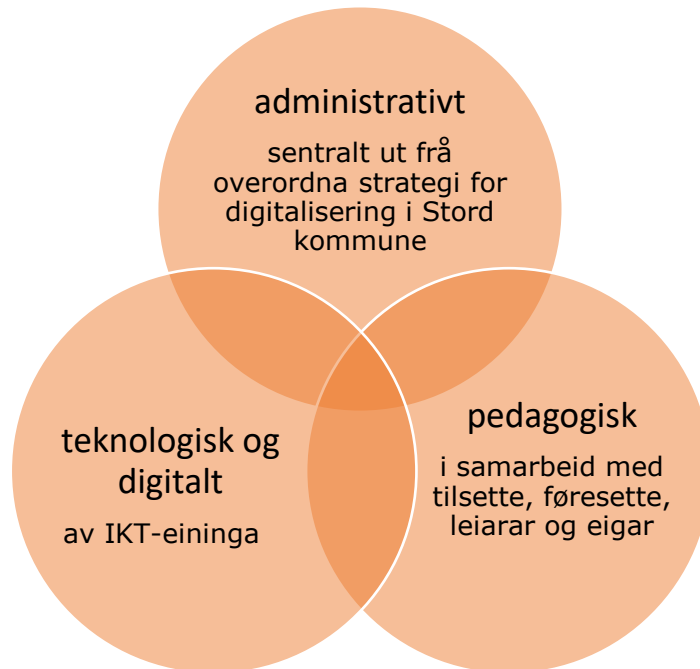 administrativt
sentralt ut frå
overordna strategi for
digitalisering i Stord
kommune
teknologisk og
digitalt
av IKT-eininga
pedagogisk
i samarbeid med
tilsette, føresette,
leiarar og eigar